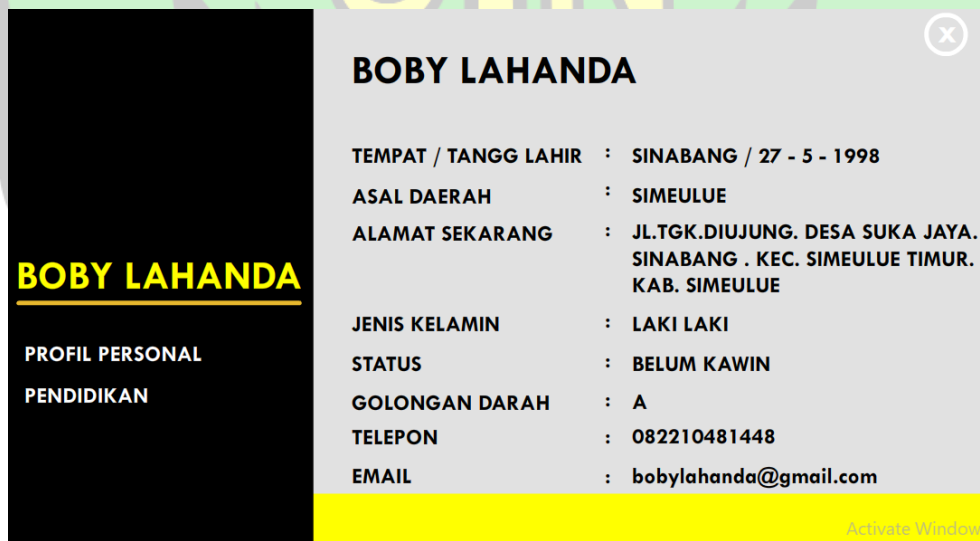 BOBY LAHANDA
PROFIL PERSONAL
PENDIDIKAN
X
BOBY LAHANDA
TEMPAT / TANGG LAHIR : SINABANG / 27 - 5 - 1998
ASAL DAERAH : SIMEULUE
ALAMAT SEKARANG : JL.TGK.DIUJUNG. DESA SUKA JAYA.
SINABANG . KEC. SIMEULUE TIMUR.
KAB. SIMEULUE
JENIS KELAMIN : LAKI LAKI
STATUS : BELUM KAWIN
GOLONGAN DARAH : A
TELEPON : 082210481448
EMAIL : bobylahanda@gmail.com
Activate Window